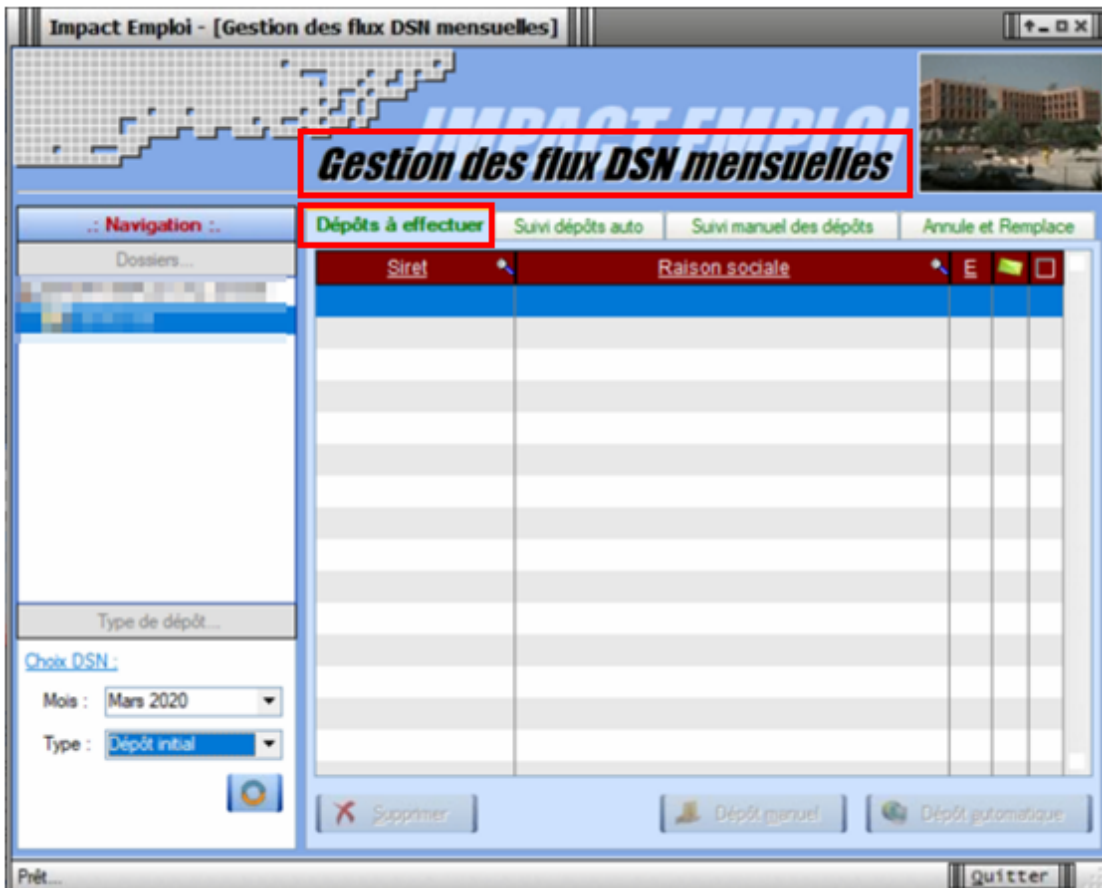 Impact Emploi - [Gestion des flux DSN mensuelles]
IMPACT EMPLOI
Gestion des flux DSN mensuelles
.: Navigation :.
Dépôts à effectuer
Suivi dépôts auto
Suivi manuel des dépôts
Annule et Remplace
Dossiers...
Siret
Raison sociale
E
Type de dépôt...
Choix DSN :
Mois : Mars 2020
Type : Dépôt initial
Supprimer
Dépôt manuel
Dépôt automatique
Prêt...
Quitter